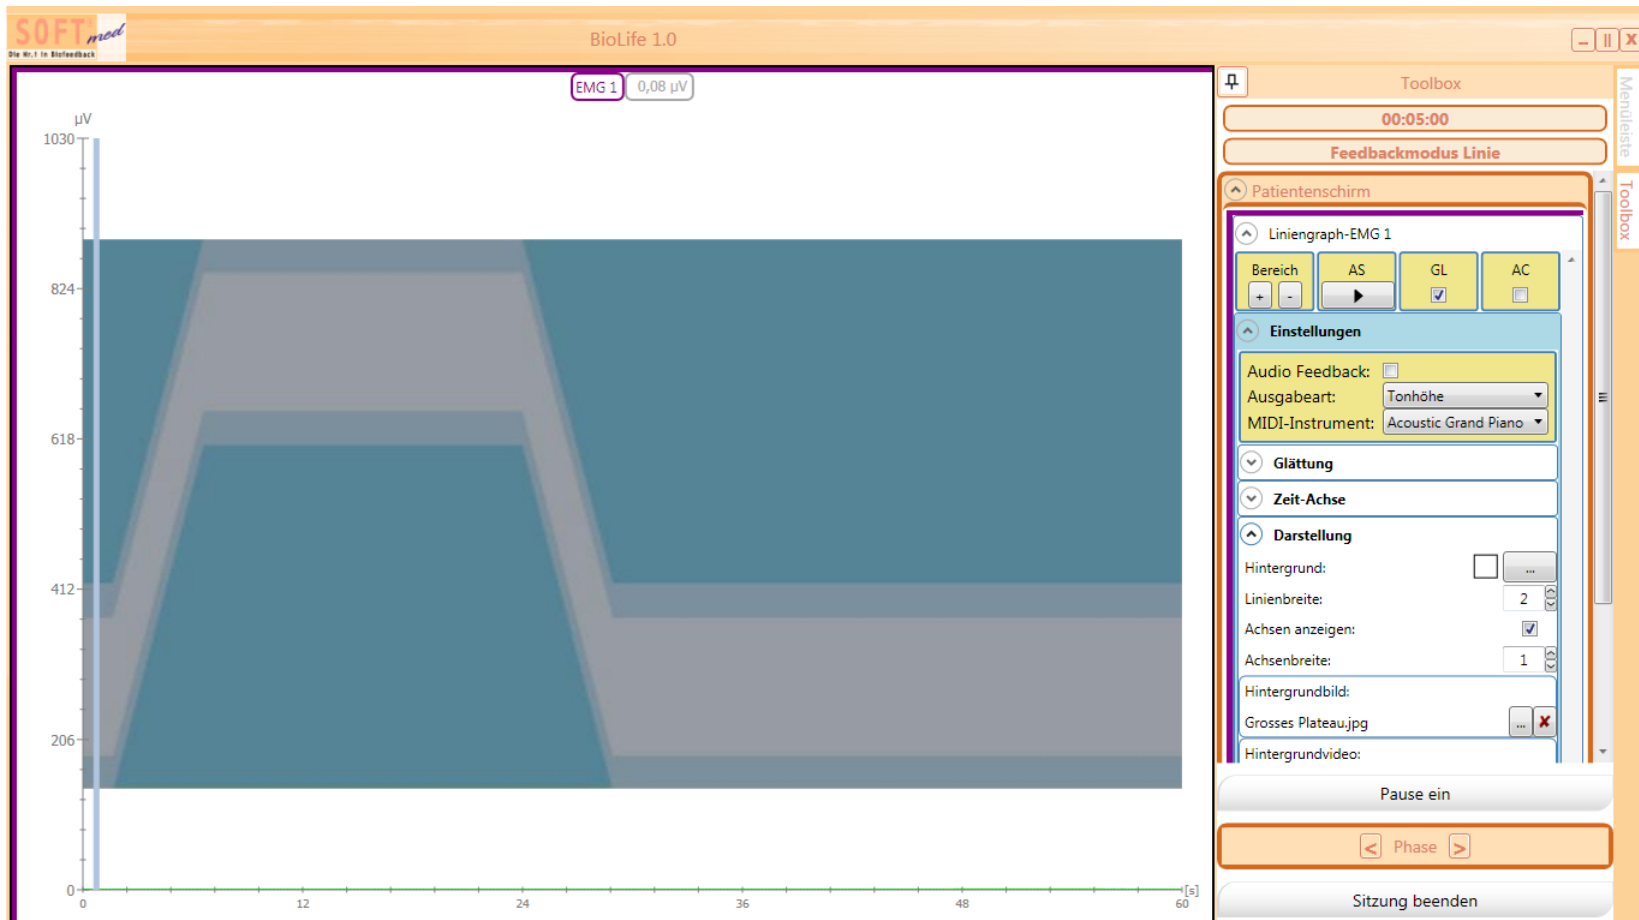 SOFT med
Die Nr.1 in Biofeedback
BioLife 1.0
EMG 1
0,08 µV
µV
1030
824
618
412
206
0
0
12
24
36
48
60
[s]
Toolbox
00:05:00
Feedbackmodus Linie
Patientenschirm
Liniengraph-EMG 1
Bereich AS GL AC
+ -
Einstellungen
Audio Feedback:
Ausgabeart: Tonhöhe
MIDI-Instrument: Acoustic Grand Piano
Glättung
Zeit-Achse
Darstellung
Hintergrund: ...
Linienbreite: 2
Achsen anzeigen:
Achsenbreite: 1
Hintergrundbild:
Grosses Plateau.jpg ...
Hintergrundvideo:
Pause ein
< Phase >
Sitzung beenden
Menüleiste
Toolbox